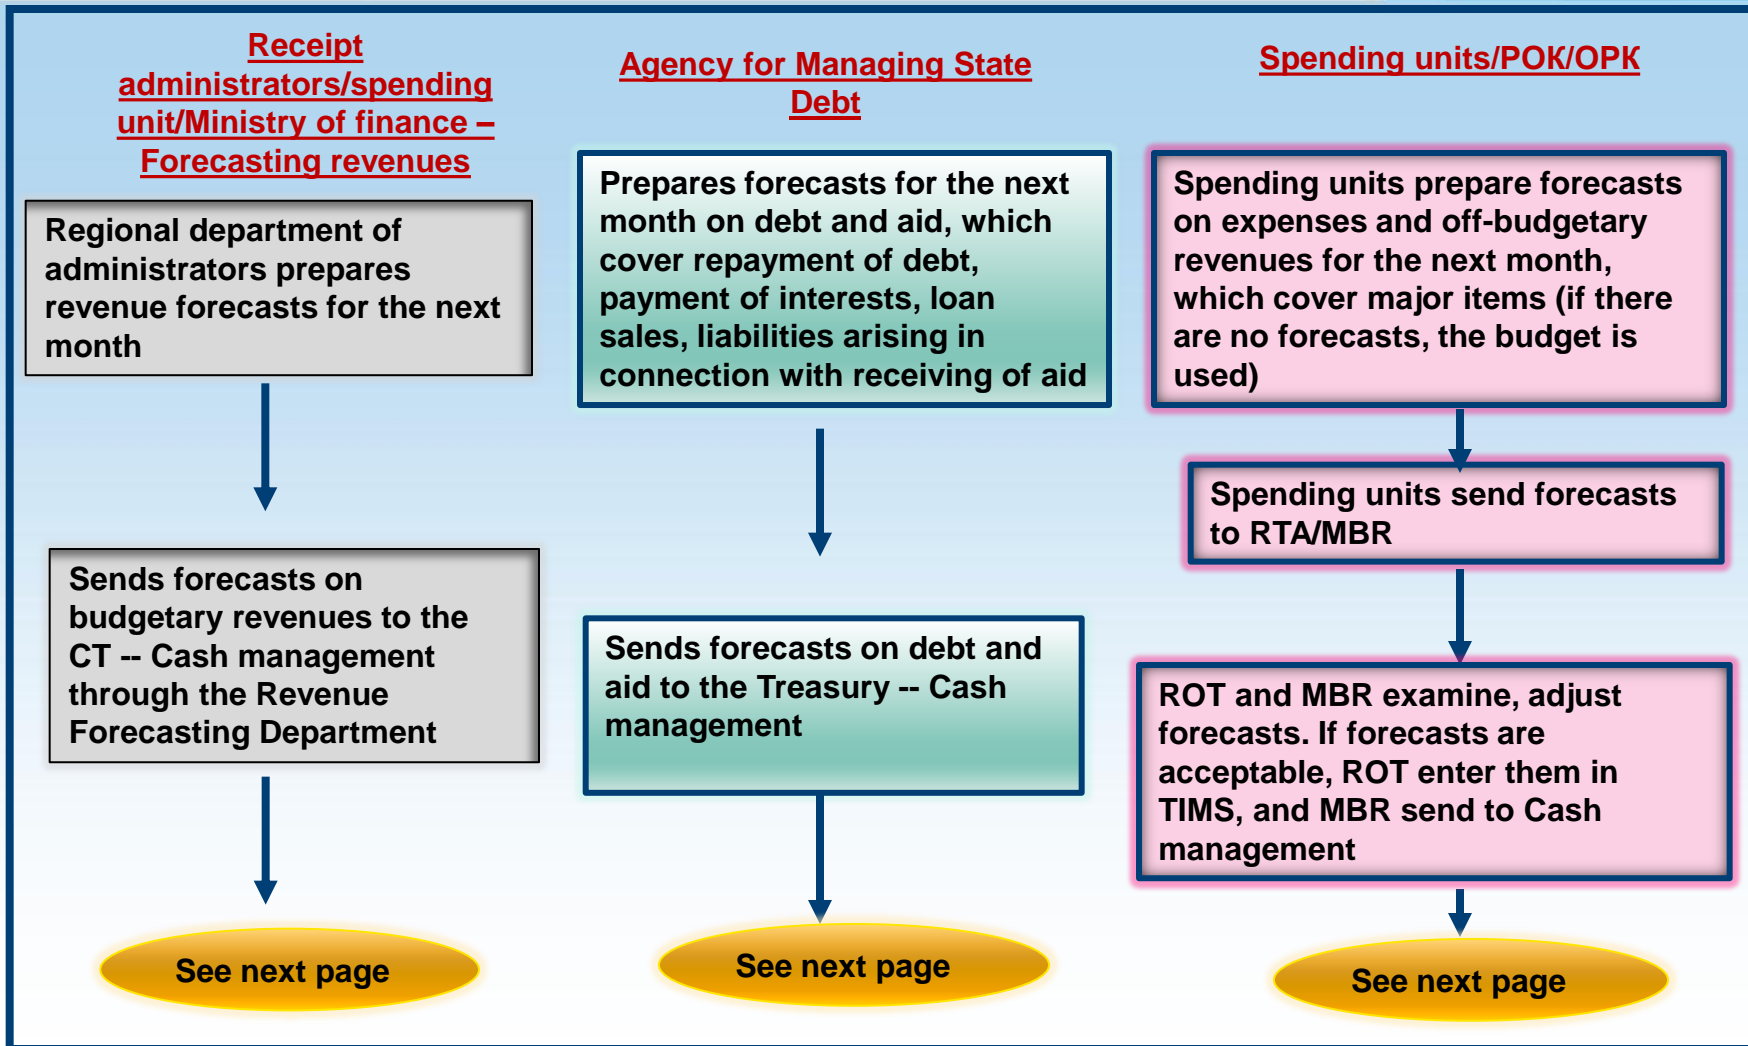 Receipt
administrators/spending
unit/Ministry of finance –
Forecasting revenues
Regional department of
administrators prepares
revenue forecasts for the next
month
Sends forecasts on
budgetary revenues to the
CT -- Cash management
through the Revenue
Forecasting Department
See next page
Agency for Managing State
Debt
Prepares forecasts for the next
month on debt and aid, which
cover repayment of debt,
payment of interests, loan
sales, liabilities arising in
connection with receiving of aid
Sends forecasts on debt and
aid to the Treasury -- Cash
management
See next page
Spending units/РОК/ОРК
Spending units prepare forecasts
on expenses and off-budgetary
revenues for the next month,
which cover major items (if there
are no forecasts, the budget is
used)
Spending units send forecasts
to RTA/MBR
ROT and MBR examine, adjust
forecasts. If forecasts are
acceptable, ROT enter them in
TIMS, and MBR send to Cash
management
See next page